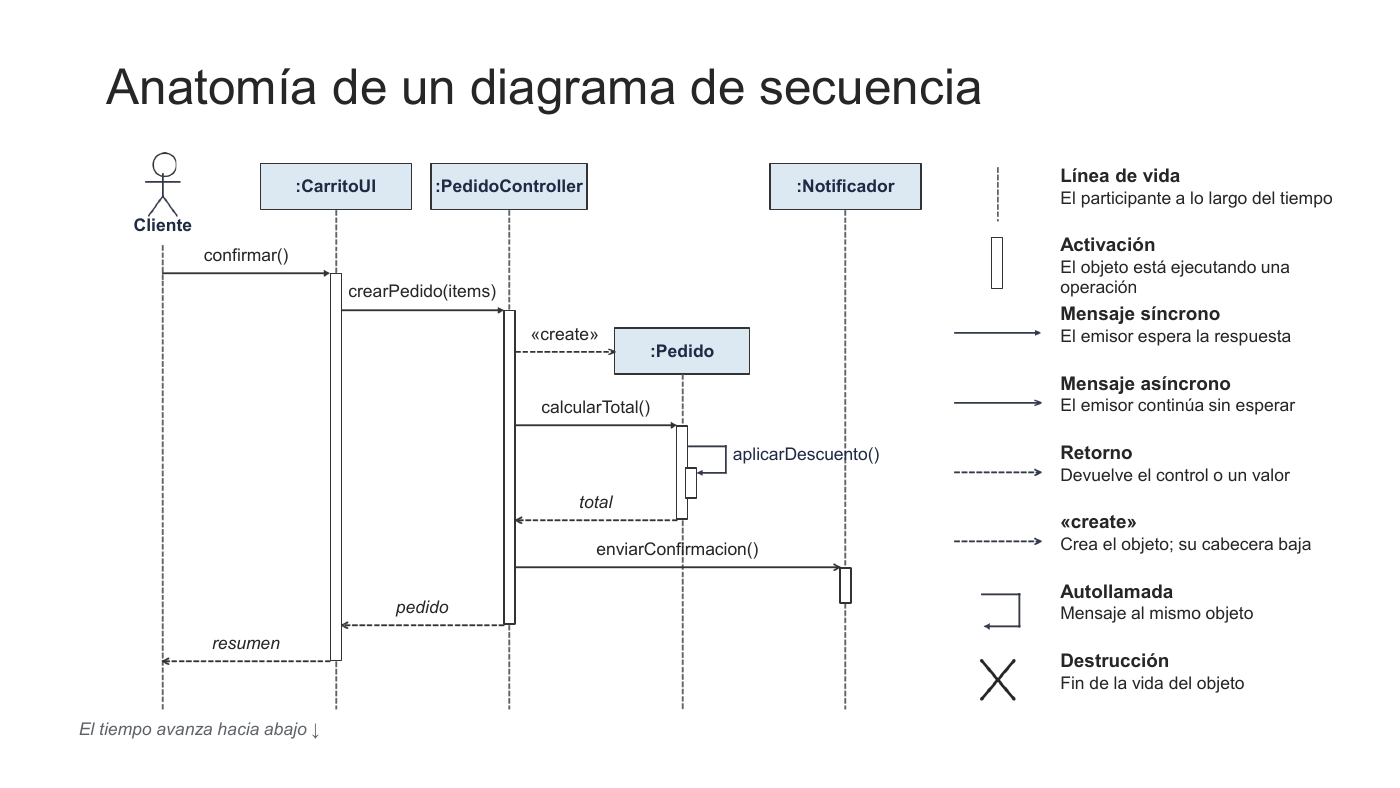 Anatomía de un diagrama de secuencia
Cliente
:CarritoUI
:PedidoController
:Notificador
confirmar()
crearPedido(items)
«create»
:Pedido
calcularTotal()
aplicarDescuento()
total
enviarConfirmacion()
pedido
resumen
El tiempo avanza hacia abajo ↓
Línea de vida
El participante a lo largo del tiempo
Activación
El objeto está ejecutando una
operación
Mensaje síncrono
El emisor espera la respuesta
Mensaje asíncrono
El emisor continúa sin esperar
Retorno
Devuelve el control o un valor
«create»
Crea el objeto; su cabecera baja
Autollamada
Mensaje al mismo objeto
Destrucción
Fin de la vida del objeto